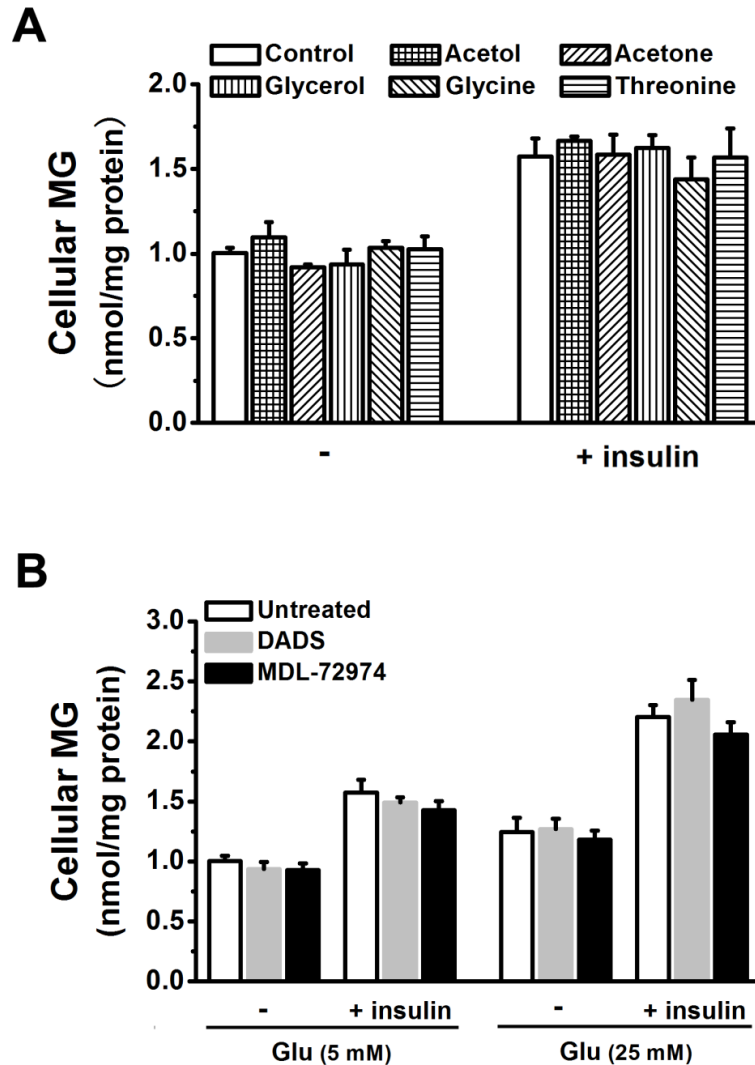 A
Control Acetol Acetone
Glycerol Glycine Threonine
2.0
1.5
1.0
0.5
0.0
Cellular MG
(nmol/mg protein)
- + insulin
B
Untreated
DADS
MDL-72974
3.0
2.5
2.0
1.5
1.0
0.5
0.0
Cellular MG
(nmol/mg protein)
- + insulin - + insulin
Glu (5 mM) Glu (25 mM)